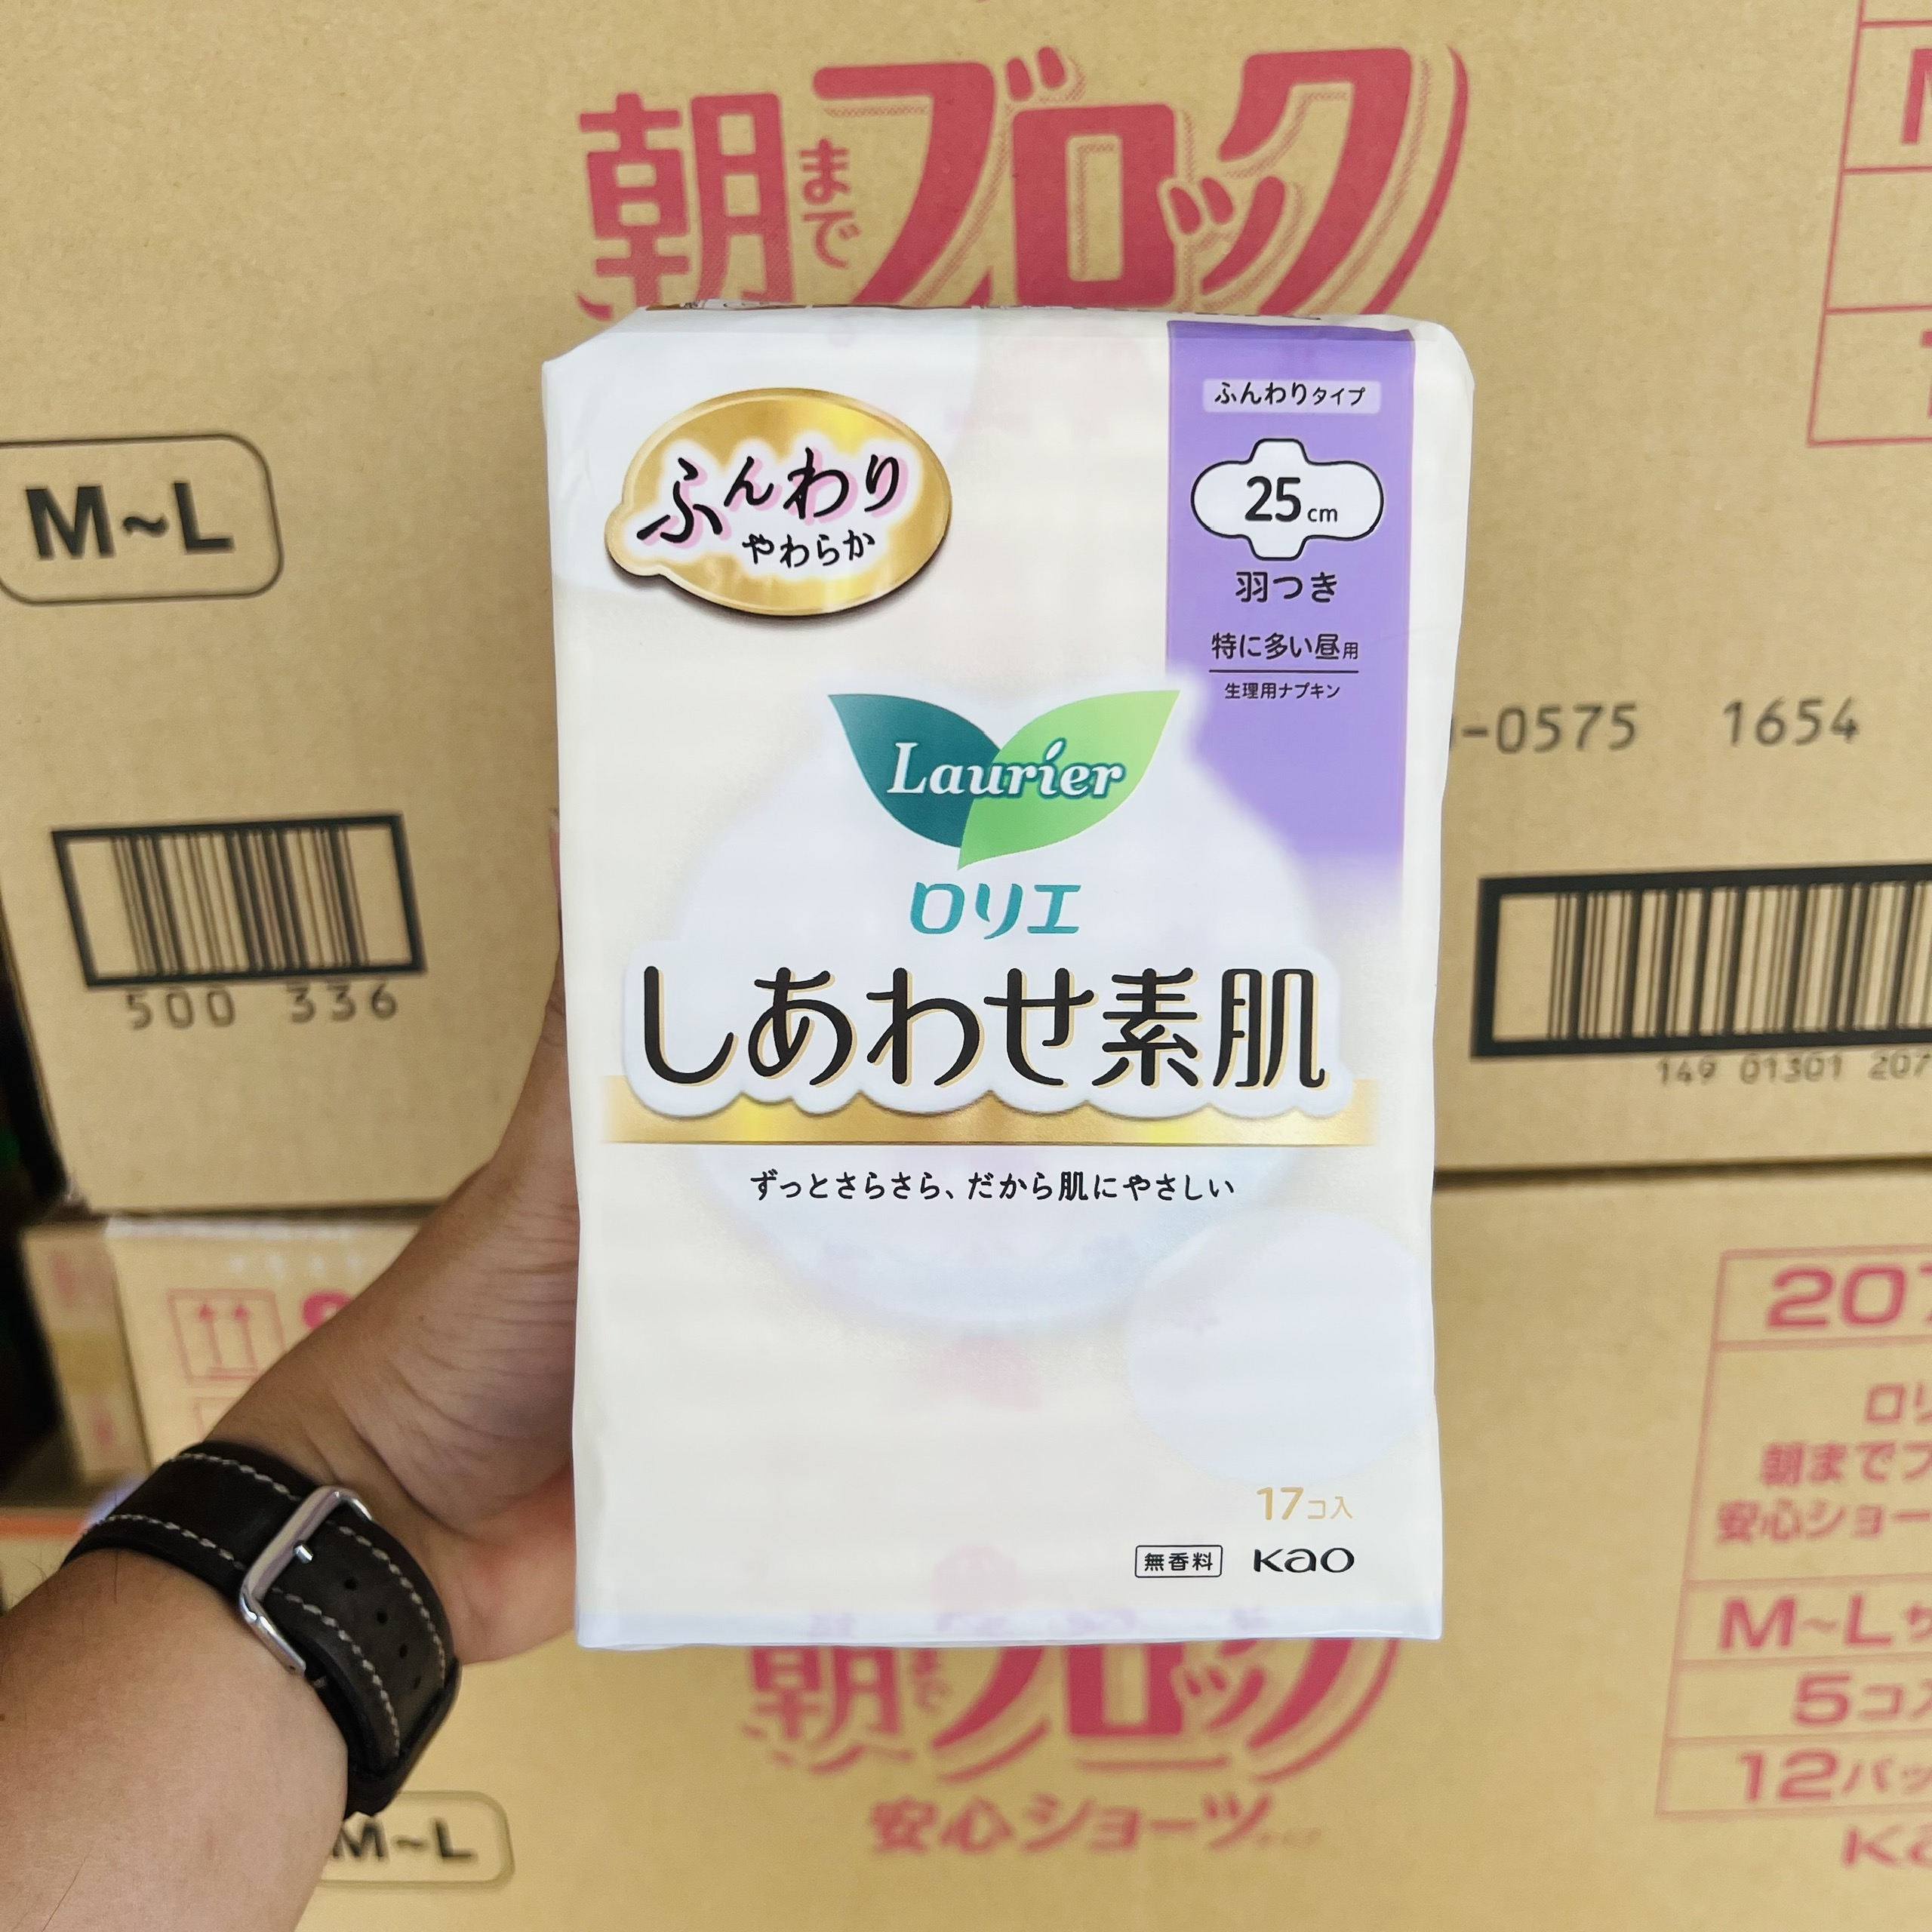 朝までブロック
M~L
ふんわり
やわらか
ふんわりタイプ
25cm
羽つき
特に多い昼用
生理用ナプキン
Laurier
ロリエ
しあわせ素肌
ずっとさらさら、だから肌にやさしい
17コ入
無香料
Kao
-0575 1654
500 336
149 01301 207
207
ロリ
朝までブ
安心ショー
M~L
5コ入
12パッ
朝までブロック
安心ショーツ
M~L